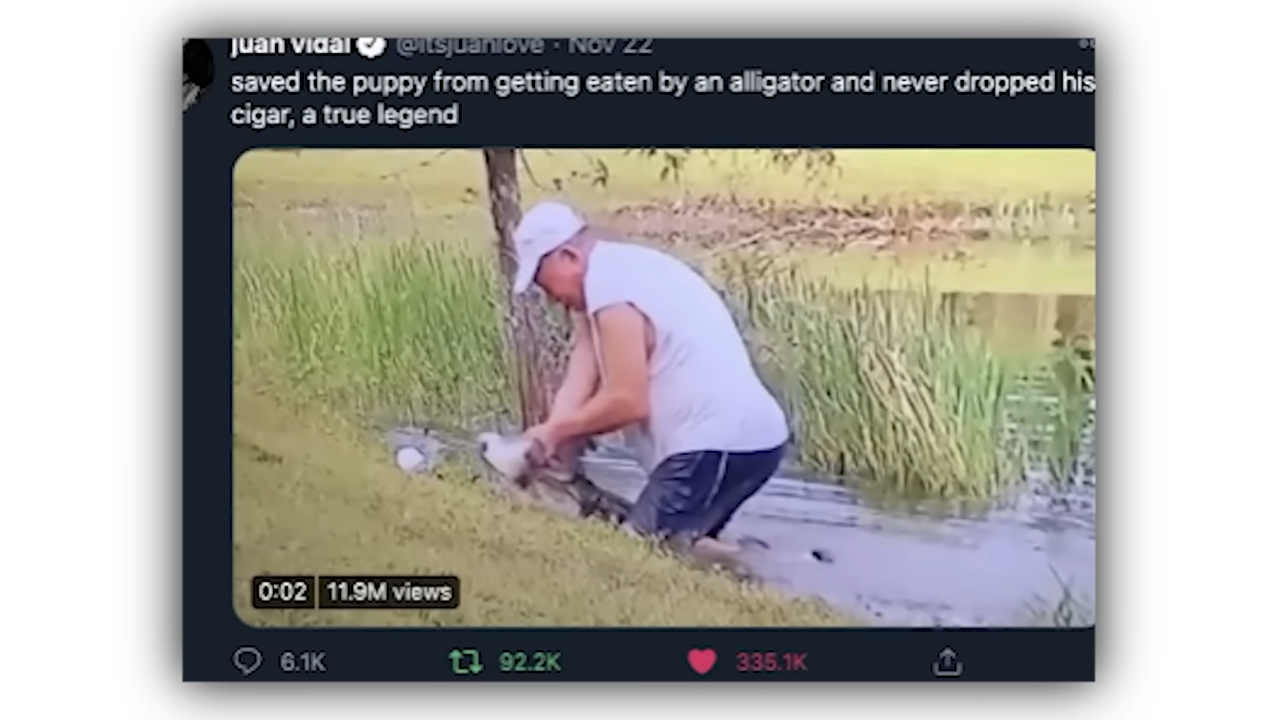 juan vidal @itsjuanlove · Nov 22
saved the puppy from getting eaten by an alligator and never dropped his
cigar, a true legend
0:02 11.9M views
6.1K 92.2K 335.1K